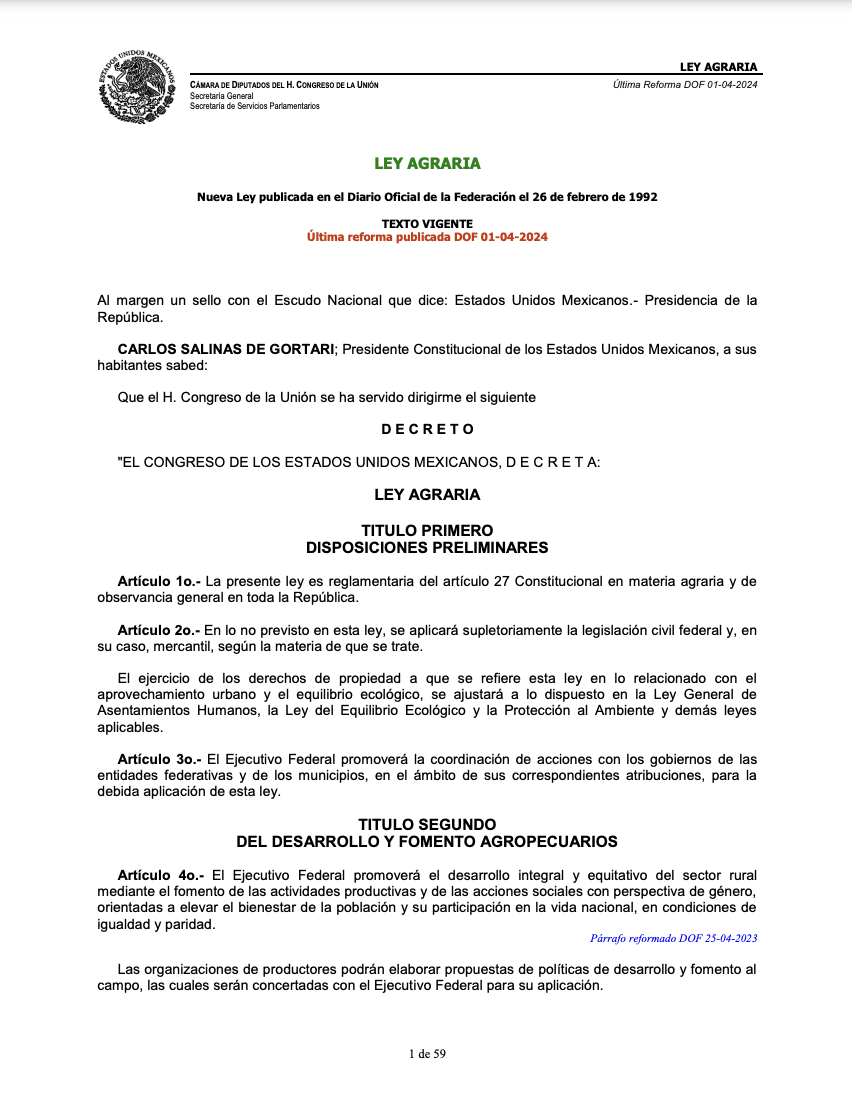 ESTADOS UNIDOS MEXICANOS
LEY AGRARIA
CÁMARA DE DIPUTADOS DEL H. CONGRESO DE LA UNIÓN
Última Reforma DOF 01-04-2024
Secretaría General
Secretaría de Servicios Parlamentarios
LEY AGRARIA
Nueva Ley publicada en el Diario Oficial de la Federación el 26 de febrero de 1992
TEXTO VIGENTE
Última reforma publicada DOF 01-04-2024
Al margen un sello con el Escudo Nacional que dice: Estados Unidos Mexicanos.- Presidencia de la
República.
CARLOS SALINAS DE GORTARI; Presidente Constitucional de los Estados Unidos Mexicanos, a sus
habitantes sabed:
Que el H. Congreso de la Unión se ha servido dirigirme el siguiente
D E C R E T O
"EL CONGRESO DE LOS ESTADOS UNIDOS MEXICANOS, D E C R E T A:
LEY AGRARIA
TITULO PRIMERO
DISPOSICIONES PRELIMINARES
Artículo 1o.- La presente ley es reglamentaria del artículo 27 Constitucional en materia agraria y de
observancia general en toda la República.
Artículo 2o.- En lo no previsto en esta ley, se aplicará supletoriamente la legislación civil federal y, en
su caso, mercantil, según la materia de que se trate.
El ejercicio de los derechos de propiedad a que se refiere esta ley en lo relacionado con el
aprovechamiento urbano y el equilibrio ecológico, se ajustará a lo dispuesto en la Ley General de
Asentamientos Humanos, la Ley del Equilibrio Ecológico y la Protección al Ambiente y demás leyes
aplicables.
Artículo 3o.- El Ejecutivo Federal promoverá la coordinación de acciones con los gobiernos de las
entidades federativas y de los municipios, en el ámbito de sus correspondientes atribuciones, para la
debida aplicación de esta ley.
TITULO SEGUNDO
DEL DESARROLLO Y FOMENTO AGROPECUARIOS
Artículo 4o.- El Ejecutivo Federal promoverá el desarrollo integral y equitativo del sector rural
mediante el fomento de las actividades productivas y de las acciones sociales con perspectiva de género,
orientadas a elevar el bienestar de la población y su participación en la vida nacional, en condiciones de
igualdad y paridad.
Párrafo reformado DOF 25-04-2023
Las organizaciones de productores podrán elaborar propuestas de políticas de desarrollo y fomento al
campo, las cuales serán concertadas con el Ejecutivo Federal para su aplicación.
1 de 59